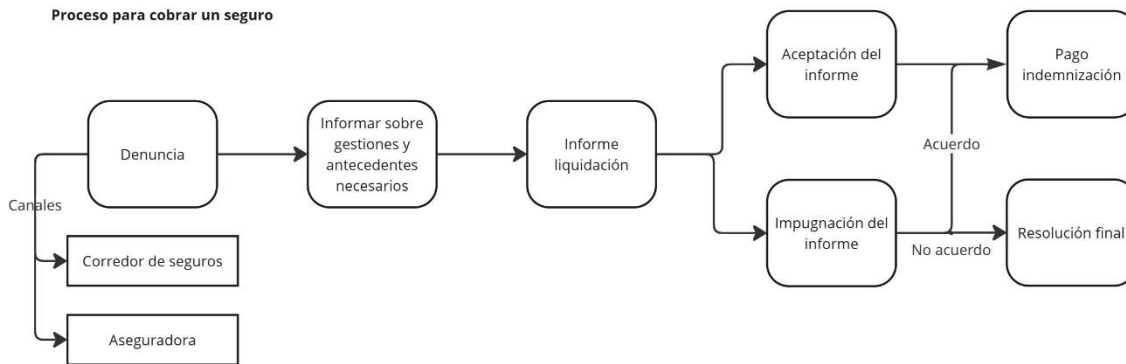 Proceso para cobrar un seguro
Denuncia
Canales
Corredor de seguros
Aseguradora
Informar sobre
gestiones y
antecedentes
necesarios
Informe
liquidación
Aceptación del
informe
Impugnación del
informe
Acuerdo
No acuerdo
Pago
indemnización
Resolución final